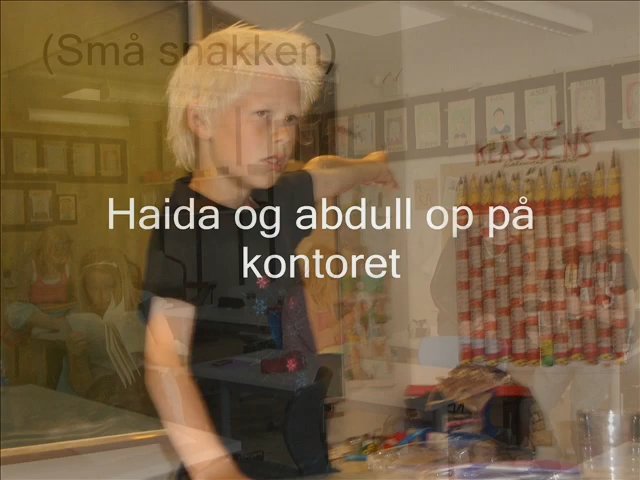 (Små snakken)
KLASSENS
Haida og abdull op på
kontoret